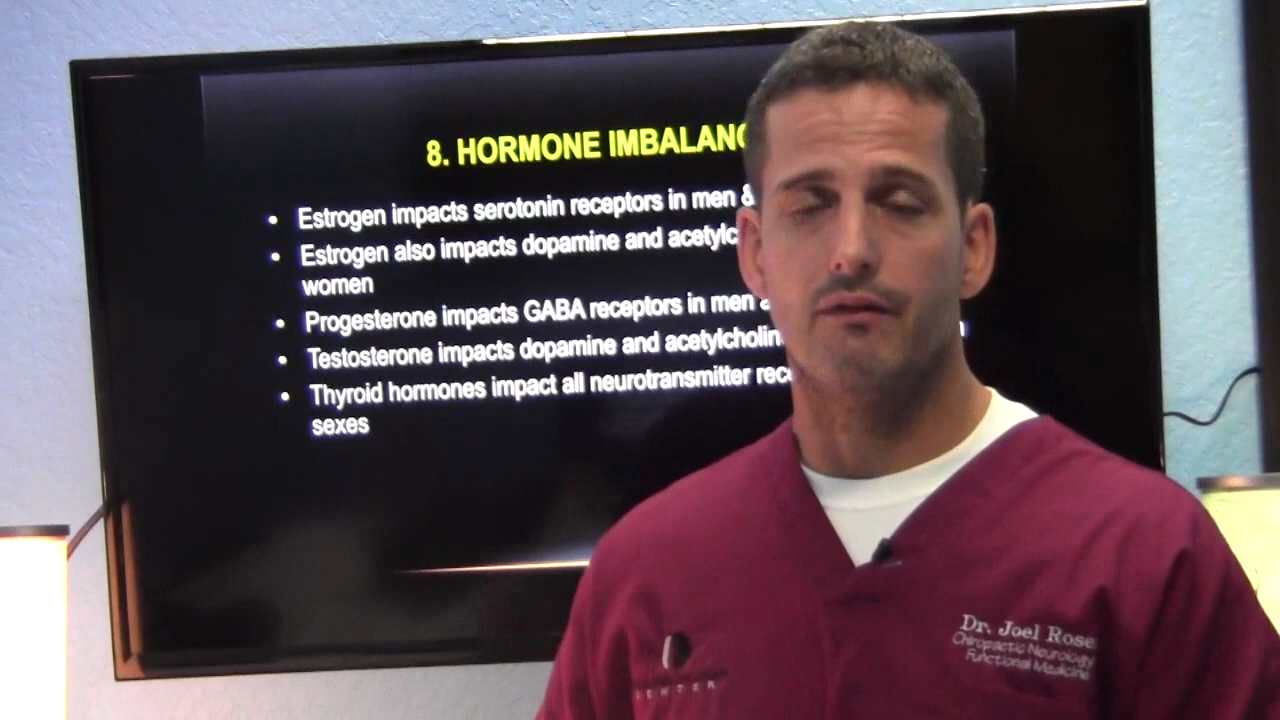 8. HORMONE IMBALANC
• Estrogen impacts serotonin receptors in men &
• Estrogen also impacts dopamine and acetylc
women
• Progesterone impacts GABA receptors in men &
• Testosterone impacts dopamine and acetylcholin
• Thyroid hormones impact all neurotransmitter rece
sexes
Dr. Joel Rose
Chiropractic Neurology
Functional Medicine
CENTER